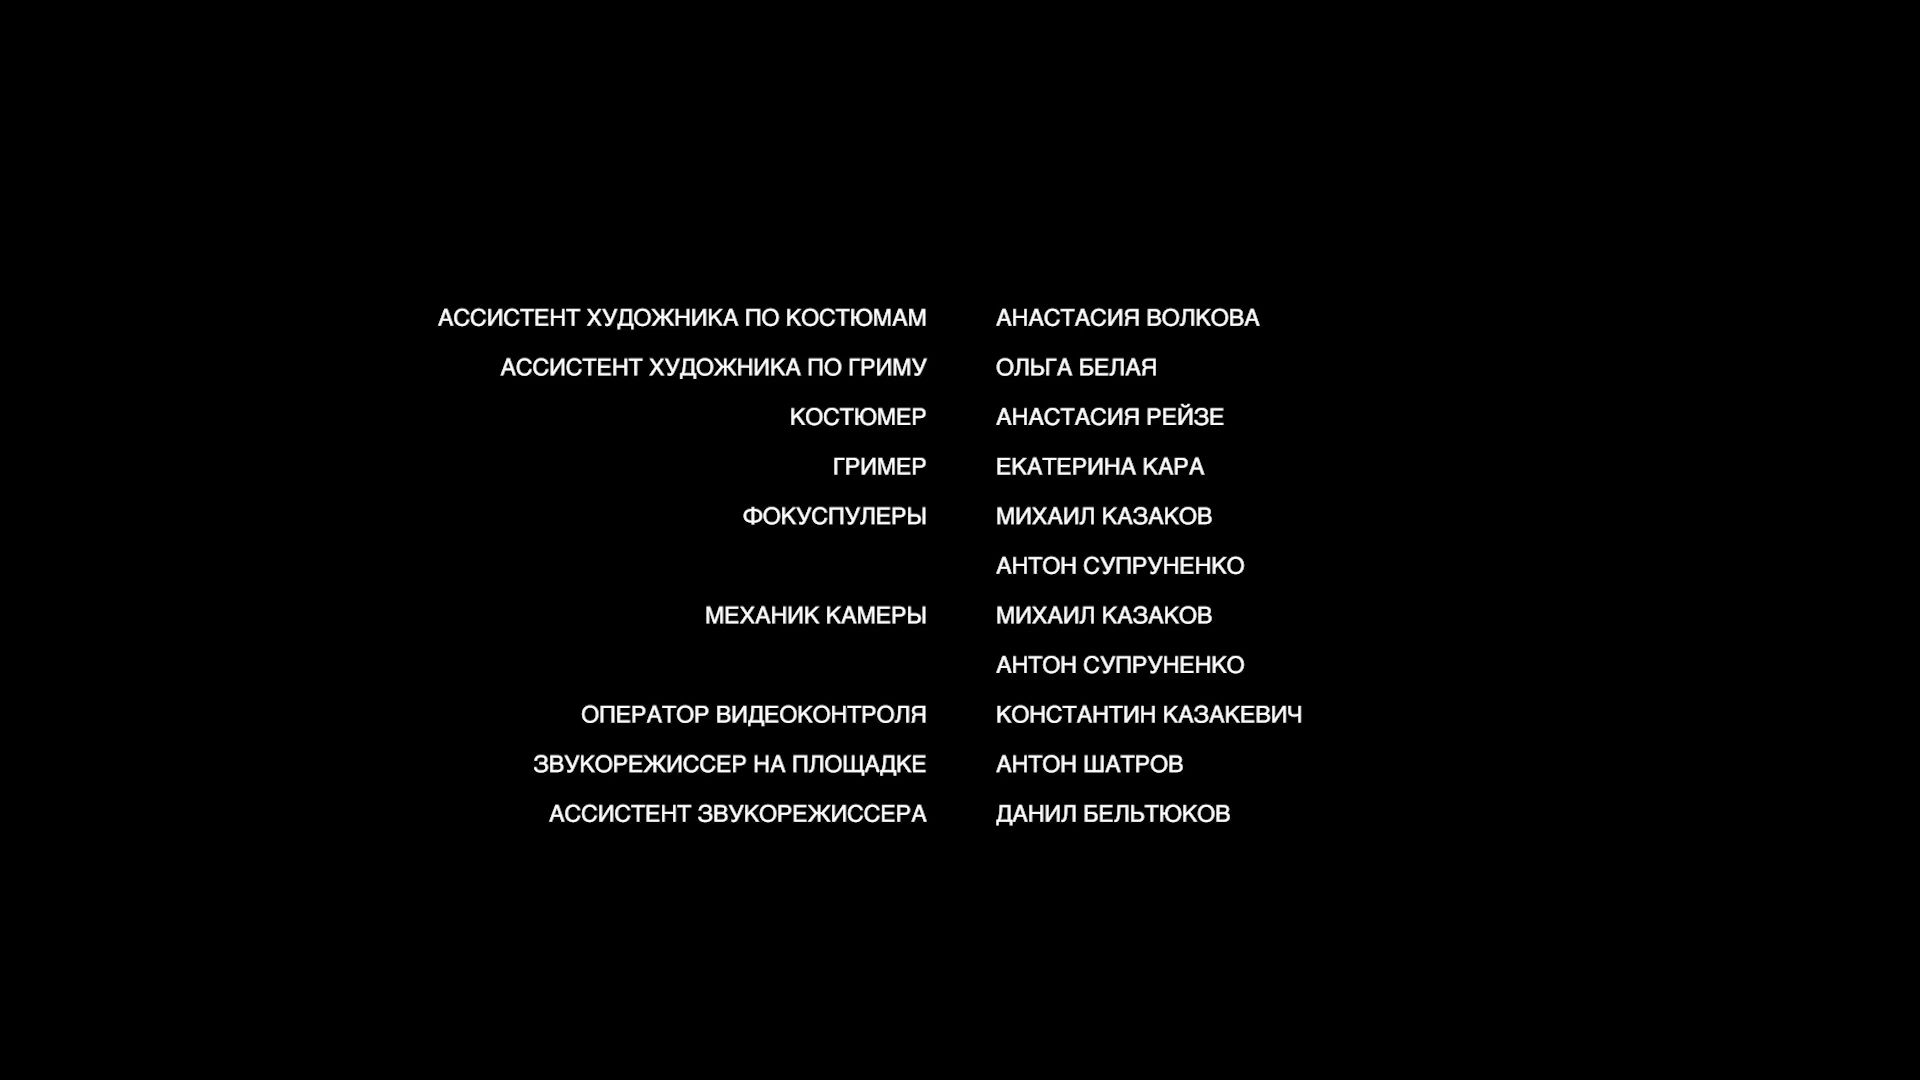 АССИСТЕНТ ХУДОЖНИКА ПО КОСТЮМАМ АНАСТАСИЯ ВОЛКОВА
АССИСТЕНТ ХУДОЖНИКА ПО ГРИМУ ОЛЬГА БЕЛАЯ
КОСТЮМЕР АНАСТАСИЯ РЕЙЗЕ
ГРИМЕР ЕКАТЕРИНА КАРА
ФОКУСПУЛЕРЫ МИХАИЛ КАЗАКОВ
АНТОН СУПРУНЕНКО
МЕХАНИК КАМЕРЫ МИХАИЛ КАЗАКОВ
АНТОН СУПРУНЕНКО
ОПЕРАТОР ВИДЕОКОНТРОЛЯ КОНСТАНТИН КАЗАКЕВИЧ
ЗВУКОРЕЖИССЕР НА ПЛОЩАДКЕ АНТОН ШАТРОВ
АССИСТЕНТ ЗВУКОРЕЖИССЕРА ДАНИЛ БЕЛЬТЮКОВ